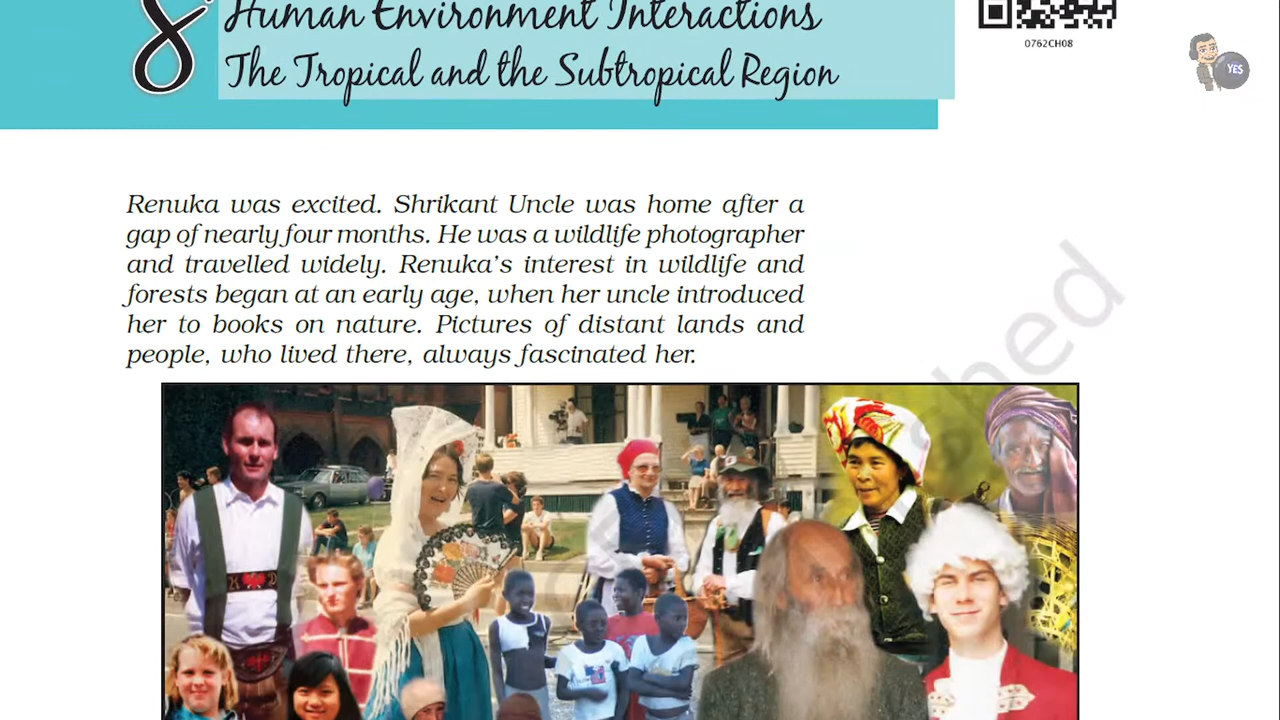 8
Human Environment Interactions
The Tropical and the Subtropical Region
0762CH08
YES
Renuka was excited. Shrikant Uncle was home after a
gap of nearly four months. He was a wildlife photographer
and travelled widely. Renuka's interest in wildlife and
forests began at an early age, when her uncle introduced
her to books on nature. Pictures of distant lands and
people, who lived there, always fascinated her.